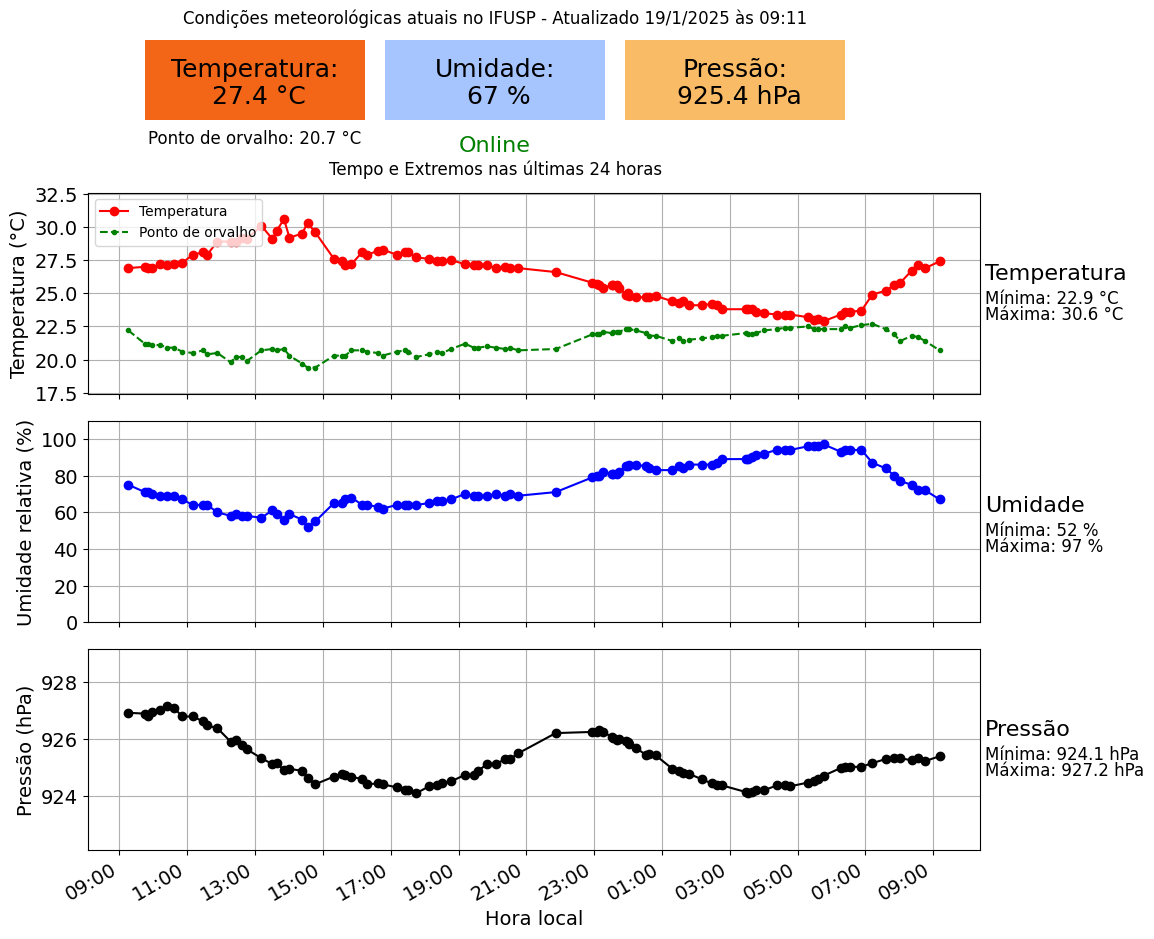 Condições meteorológicas atuais no IFUSP - Atualizado 19/1/2025 às 09:11
Temperatura:
27.4 °C
Umidade:
67 %
Pressão:
925.4 hPa
Ponto de orvalho: 20.7 °C
Online
Tempo e Extremos nas últimas 24 horas
Temperatura (°C)
32.5
30.0
27.5
25.0
22.5
20.0
17.5
Temperatura
Ponto de orvalho
Temperatura
Mínima: 22.9 °C
Máxima: 30.6 °C
Umidade relativa (%)
100
80
60
40
20
0
Umidade
Mínima: 52 %
Máxima: 97 %
Pressão (hPa)
928
926
924
Pressão
Mínima: 924.1 hPa
Máxima: 927.2 hPa
09:00 11:00 13:00 15:00 17:00 19:00 21:00 23:00 01:00 03:00 05:00 07:00 09:00
Hora local